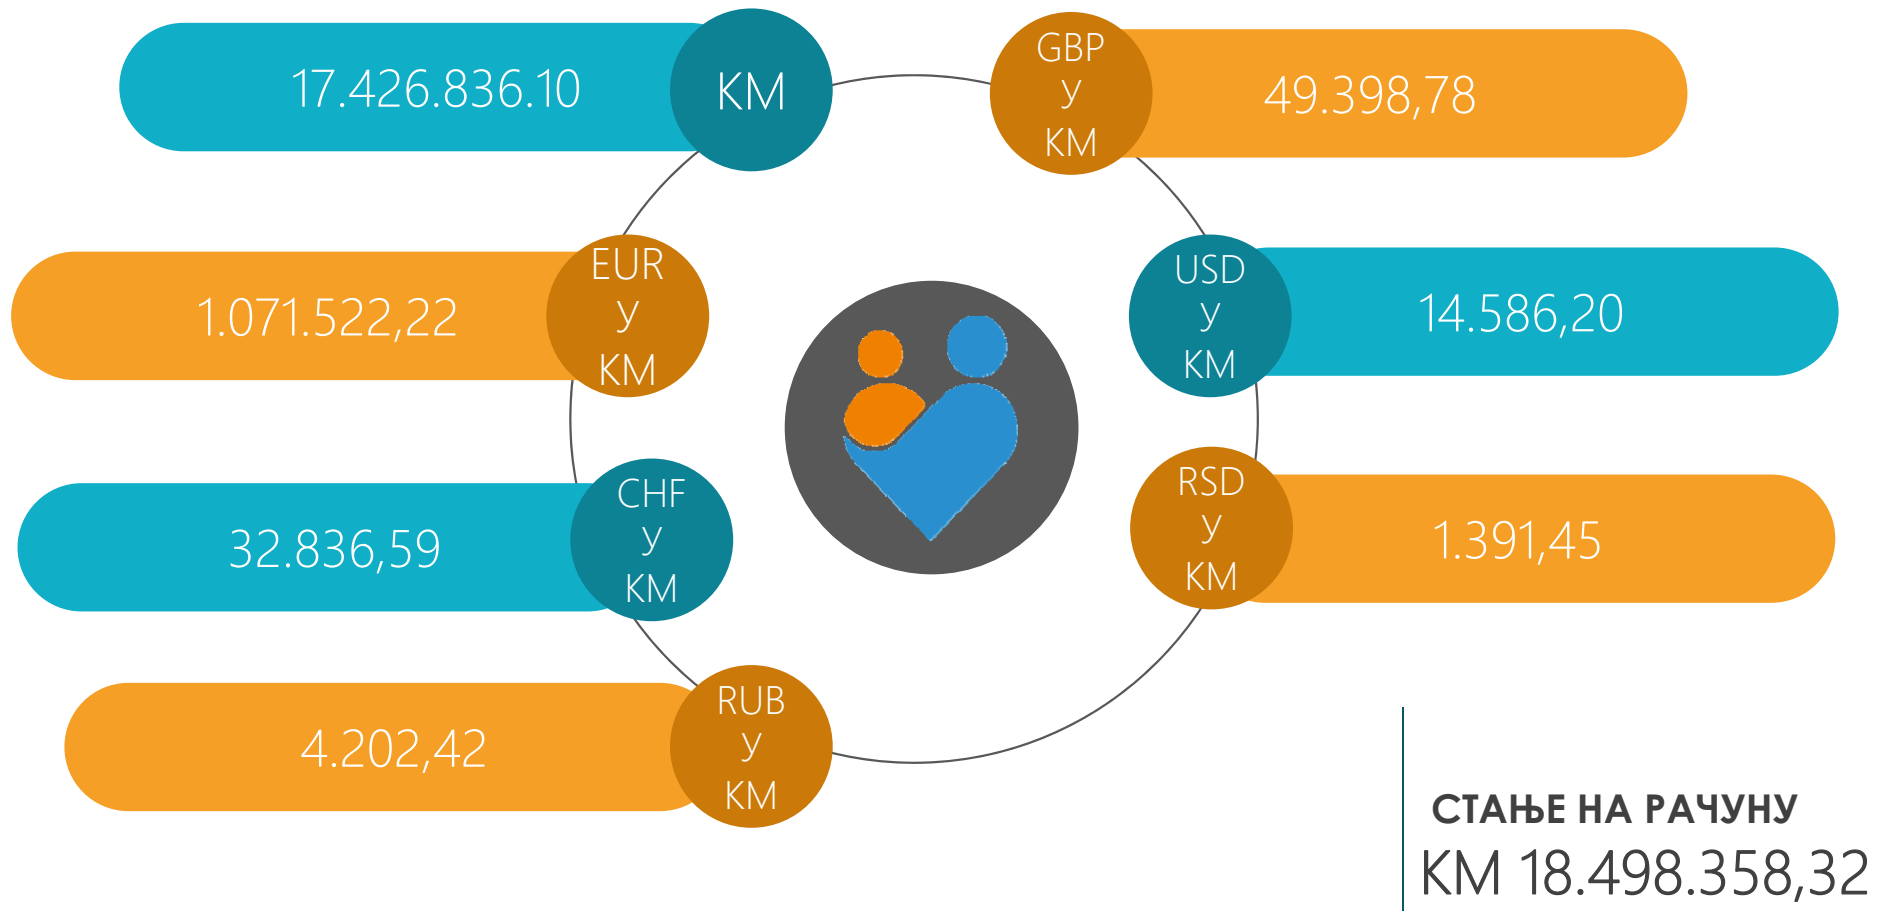 17.426.836.10
КМ
GBP
у
КМ
49.398,78
1.071.522,22
EUR
у
КМ
USD
у
КМ
14.586,20
32.836,59
CHF
у
КМ
RSD
у
КМ
1.391,45
4.202,42
RUB
у
КМ
СТАЊЕ НА РАЧУНУ
КМ 18.498.358,32